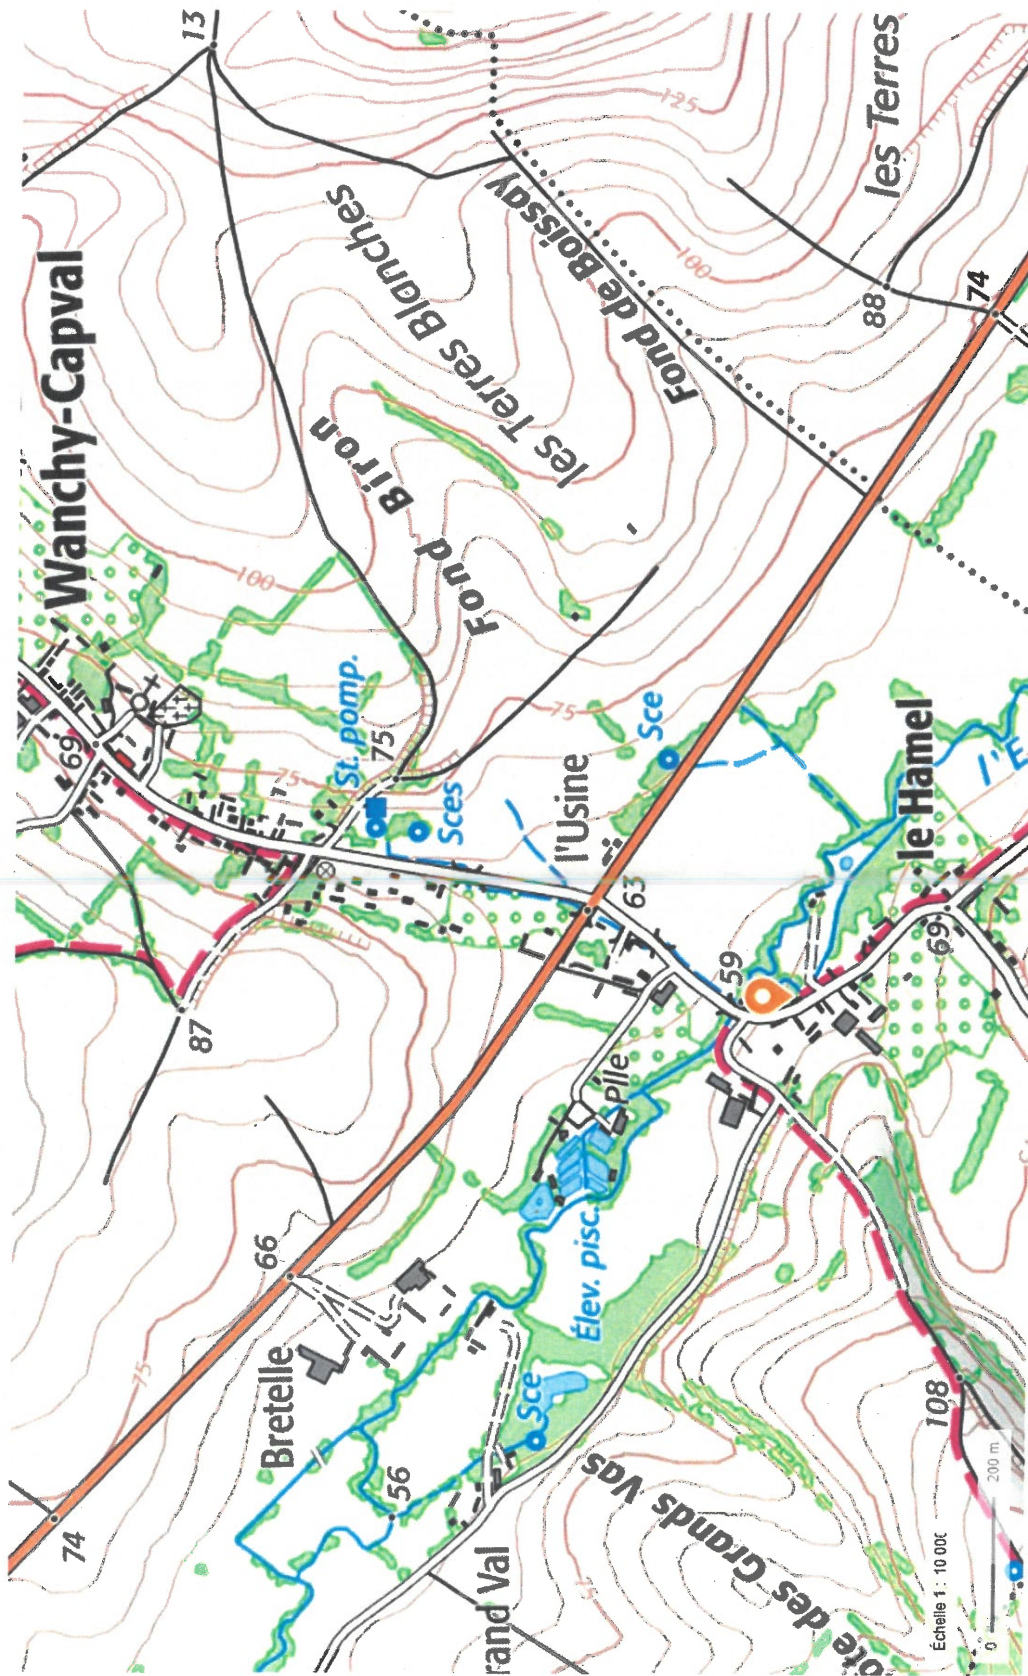 13
Wanchy-Capval
125
les Terres
les Terres Blanches
Fond de Boissay
100
88
74
Fond Biron
100
69
St. pomp.
75
75
75
Sces
Sce
l'Usine
le Hamel
63
59
69
87
Pile
66
Élev. pisc.
Bretelle
75
Sce
56
108
74
rand Val
ôte des Grands Vas
Echelle 1 : 10 000
0
200 m